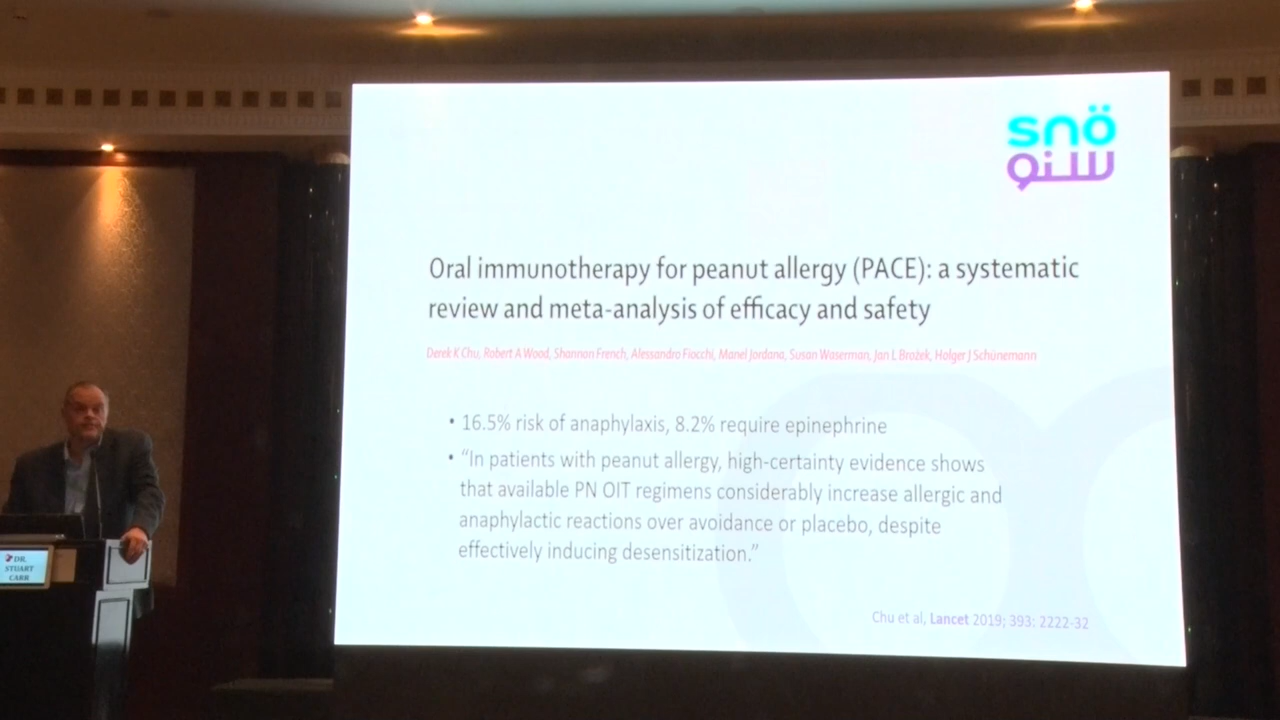 snö
سنو
Oral immunotherapy for peanut allergy (PACE): a systematic
review and meta-analysis of efficacy and safety
Derek K Chu, Robert A Wood, Shannon French, Alessandro Fiocchi, Manel Jordana, Susan Waserman, Jan L Brożek, Holger J Schünemann
• 16.5% risk of anaphylaxis, 8.2% require epinephrine
• “In patients with peanut allergy, high-certainty evidence shows
that available PN OIT regimens considerably increase allergic and
anaphylactic reactions over avoidance or placebo, despite
effectively inducing desensitization.”
Chu et al, Lancet 2019; 393: 2222-32
DR.
STUART
CARR